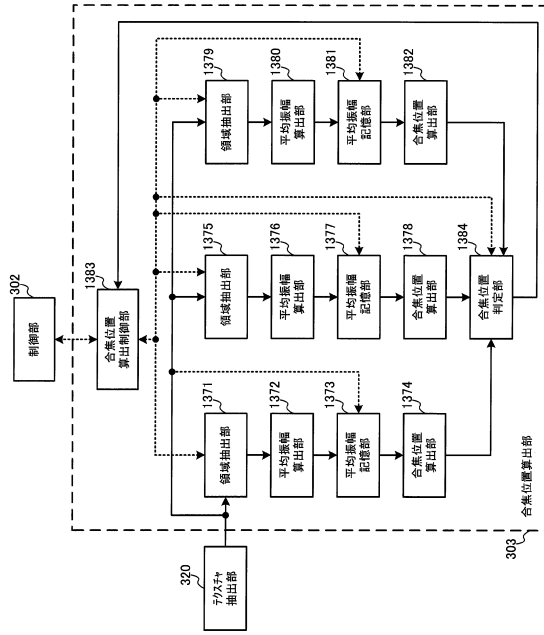 302
制御部
1383
合焦位置
算出制御部
320
テクスチャ
抽出部
1371
領域抽出部
1372
平均振幅
算出部
1373
平均振幅
記憶部
1374
合焦位置
算出部
1375
領域抽出部
1376
平均振幅
算出部
1377
平均振幅
記憶部
1378
合焦位置
算出部
1379
領域抽出部
1380
平均振幅
算出部
1381
平均振幅
記憶部
1382
合焦位置
算出部
1384
合焦位置
判定部
303
合焦位置算出部